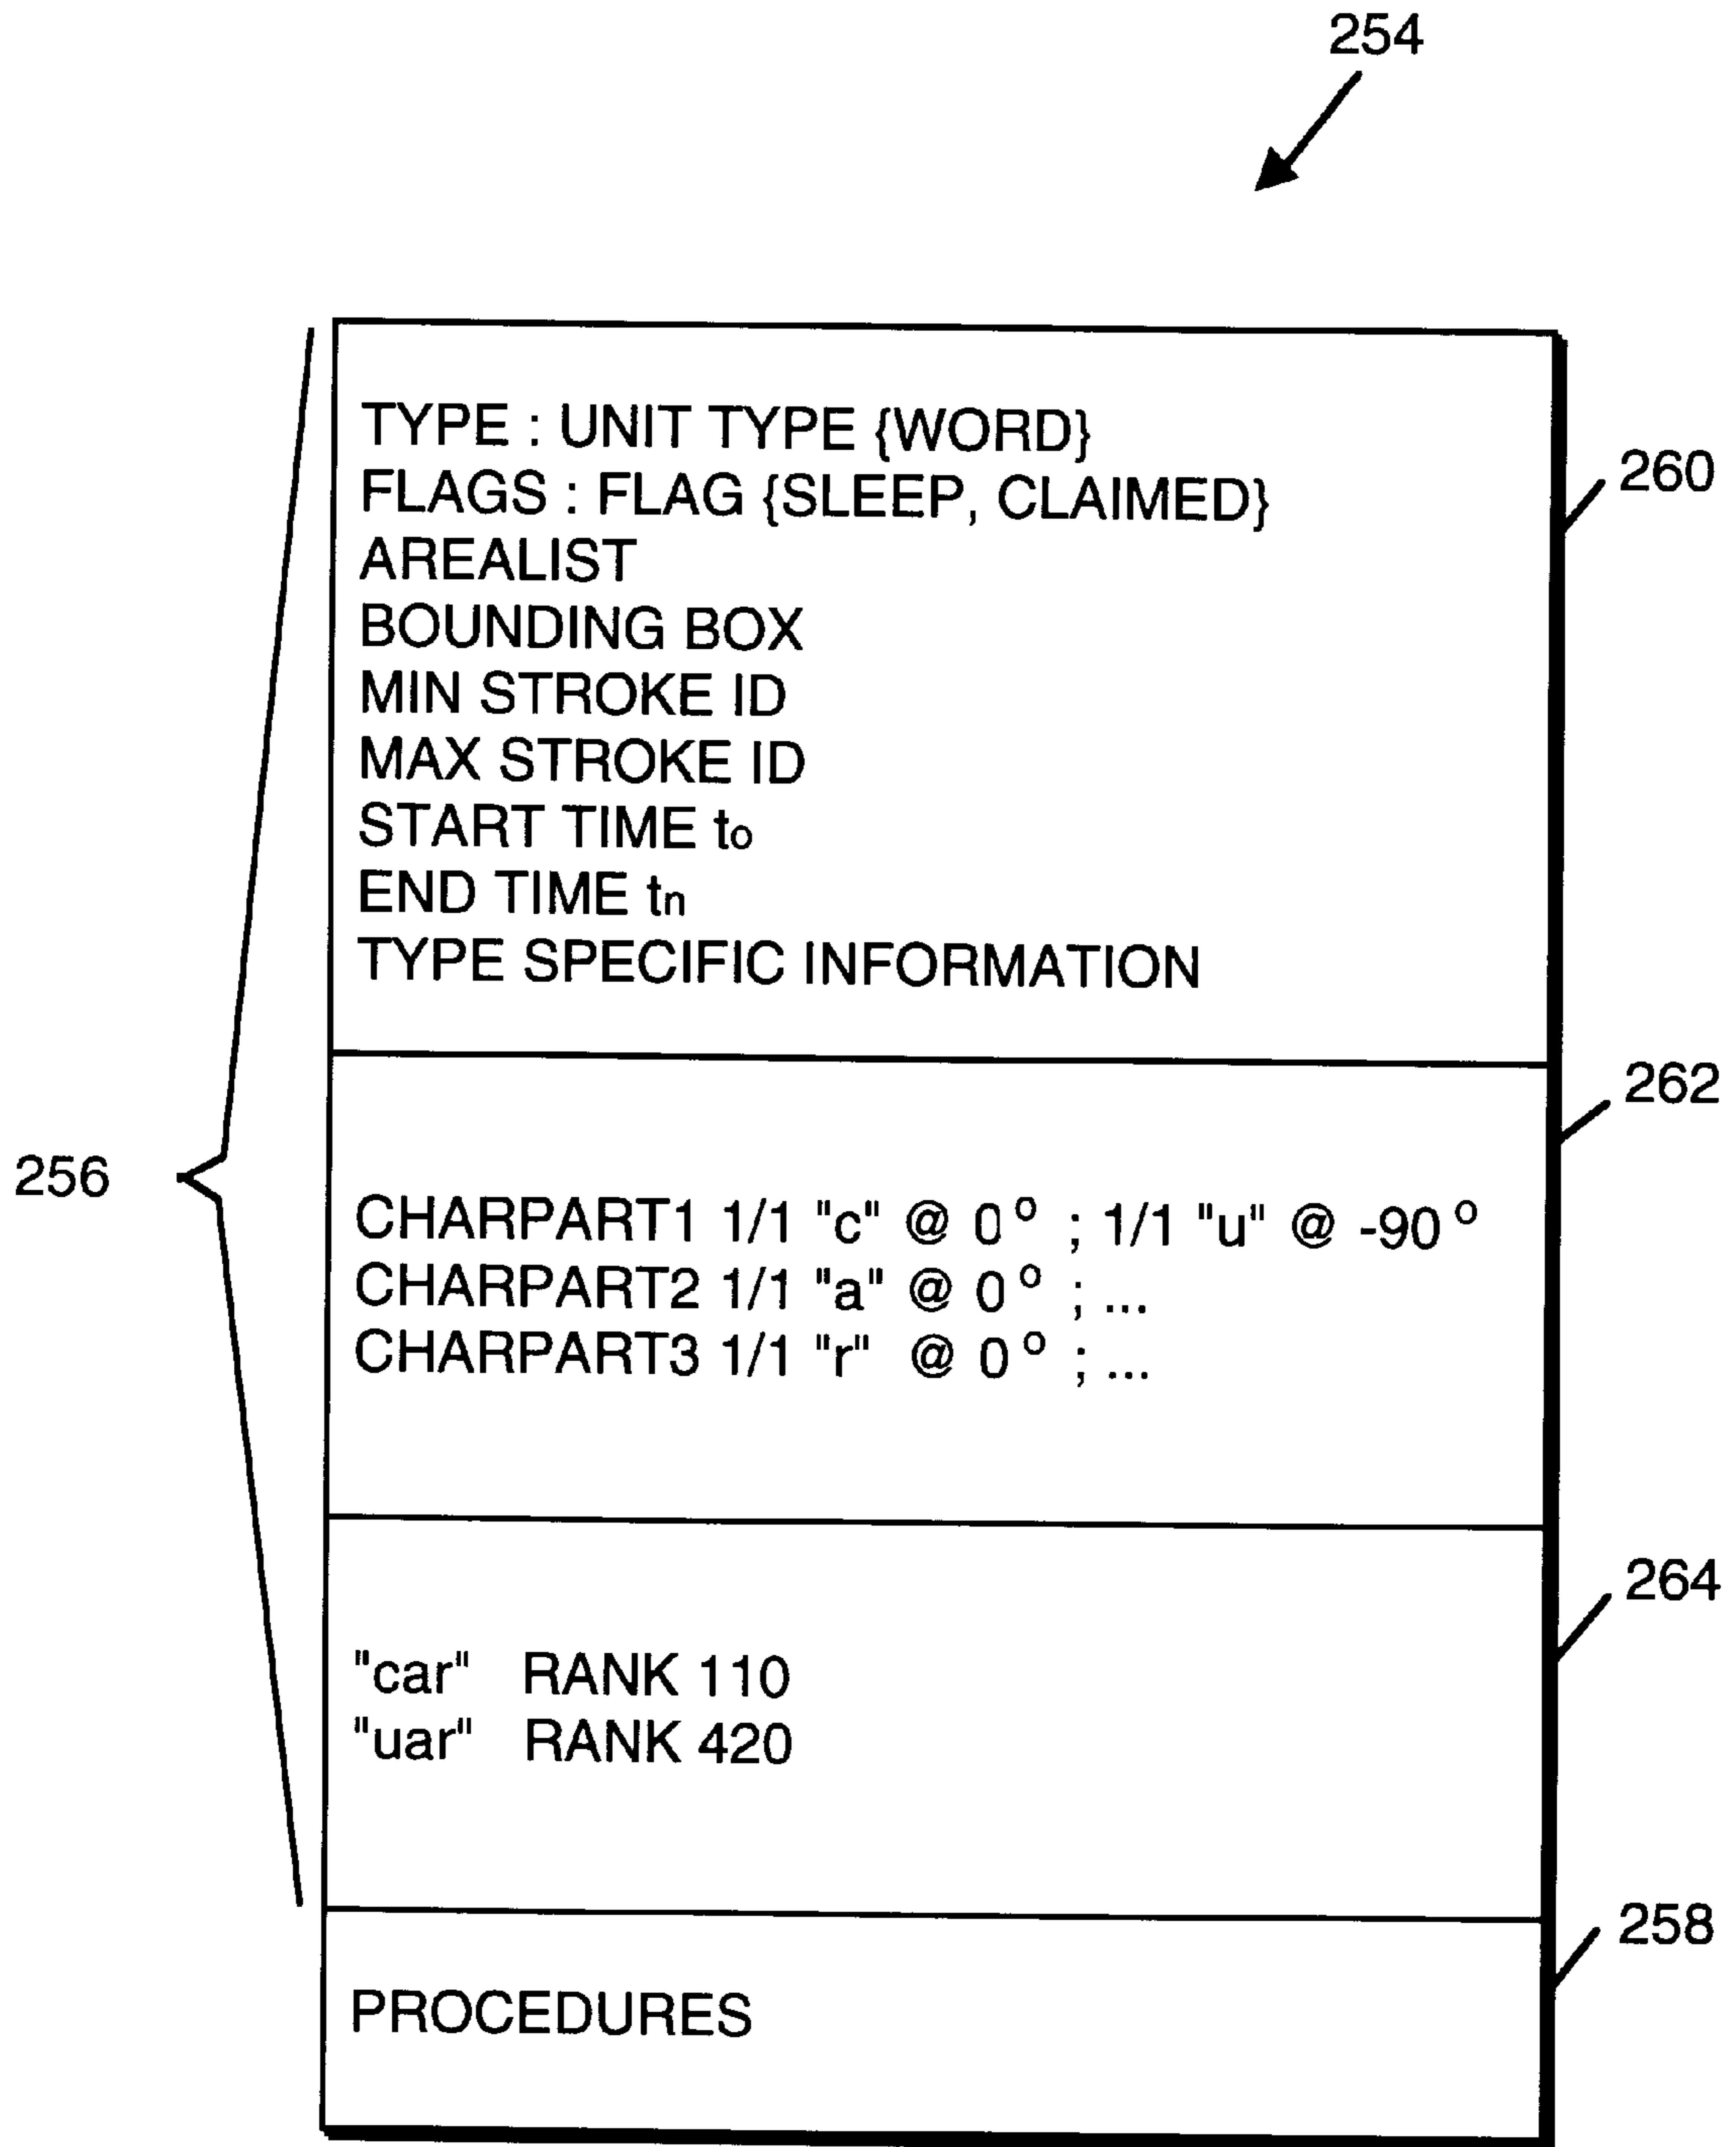 254
TYPE : UNIT TYPE {WORD}
FLAGS : FLAG {SLEEP, CLAIMED}
260
AREALIST
BOUNDING BOX
MIN STROKE ID
MAX STROKE ID
START TIME to
END TIME tn
TYPE SPECIFIC INFORMATION
262
256
CHARPART1 1/1 "c" @ 0° ; 1/1 "u" @ -90°
CHARPART2 1/1 "a" @ 0° ; ...
CHARPART3 1/1 "r" @ 0° ; ...
264
"car" RANK 110
"uar" RANK 420
258
PROCEDURES